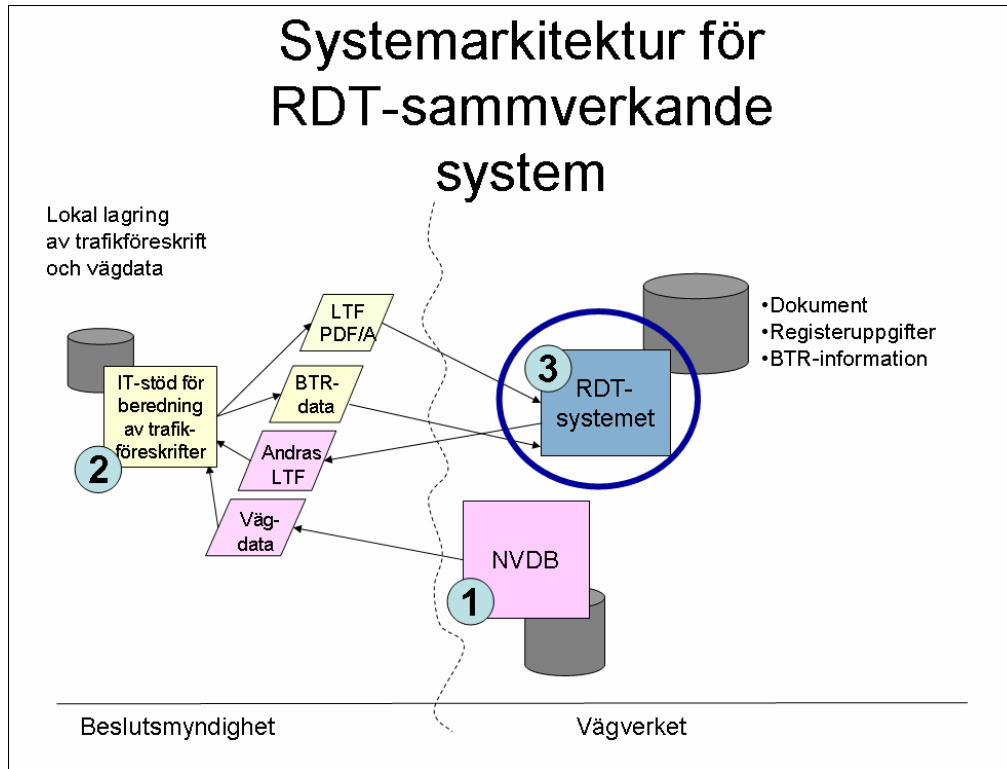 Systemarkitektur för
RDT-sammverkande
system
Lokal lagring
av trafikföreskrift
och vägdata
LTF
PDF/A
•Dokument
•Registeruppgifter
•BTR-information
3
RDT-
systemet
IT-stöd för
beredning
av trafik-
föreskrifter
2
BTR-
data
Andras
LTF
Väg-
data
NVDB
1
Beslutsmyndighet
Vägverket